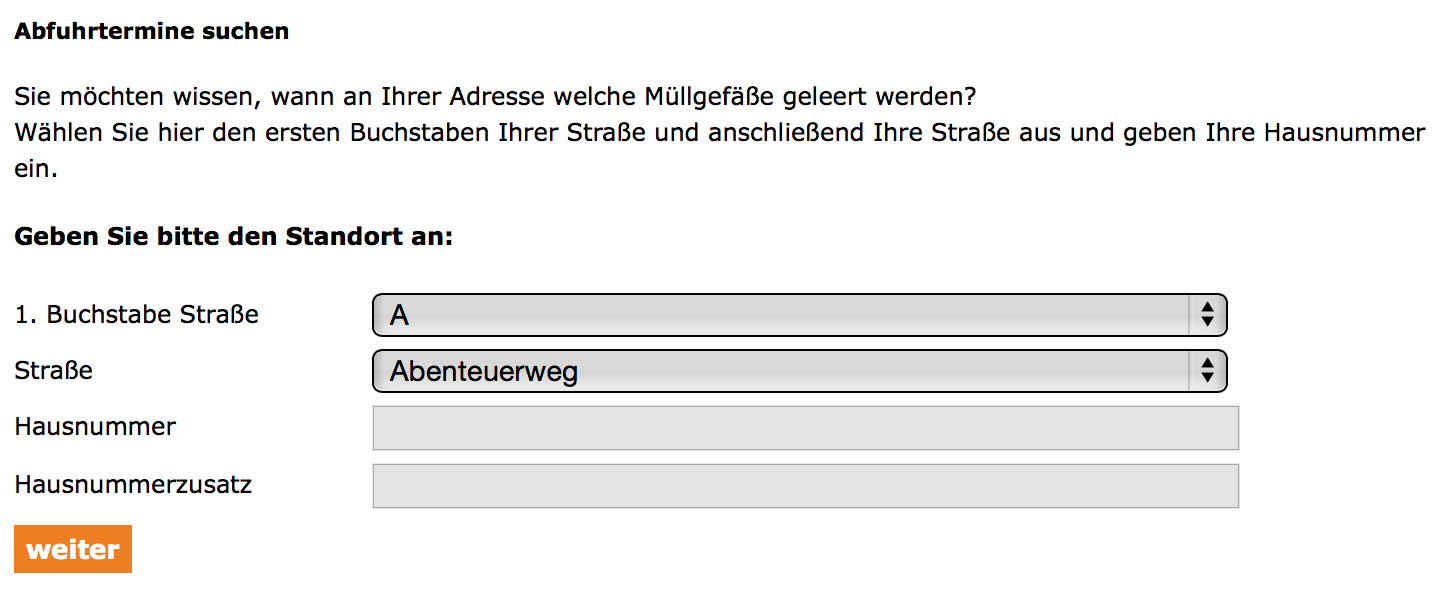 Abfuhrtermine suchen
Sie möchten wissen, wann an Ihrer Adresse welche Müllgefäße geleert werden?
Wählen Sie hier den ersten Buchstaben Ihrer Straße und anschließend Ihre Straße aus und geben Ihre Hausnummer
ein.
Geben Sie bitte den Standort an:
1. Buchstabe Straße A
Straße Abenteuerweg
Hausnummer
Hausnummerzusatz
weiter